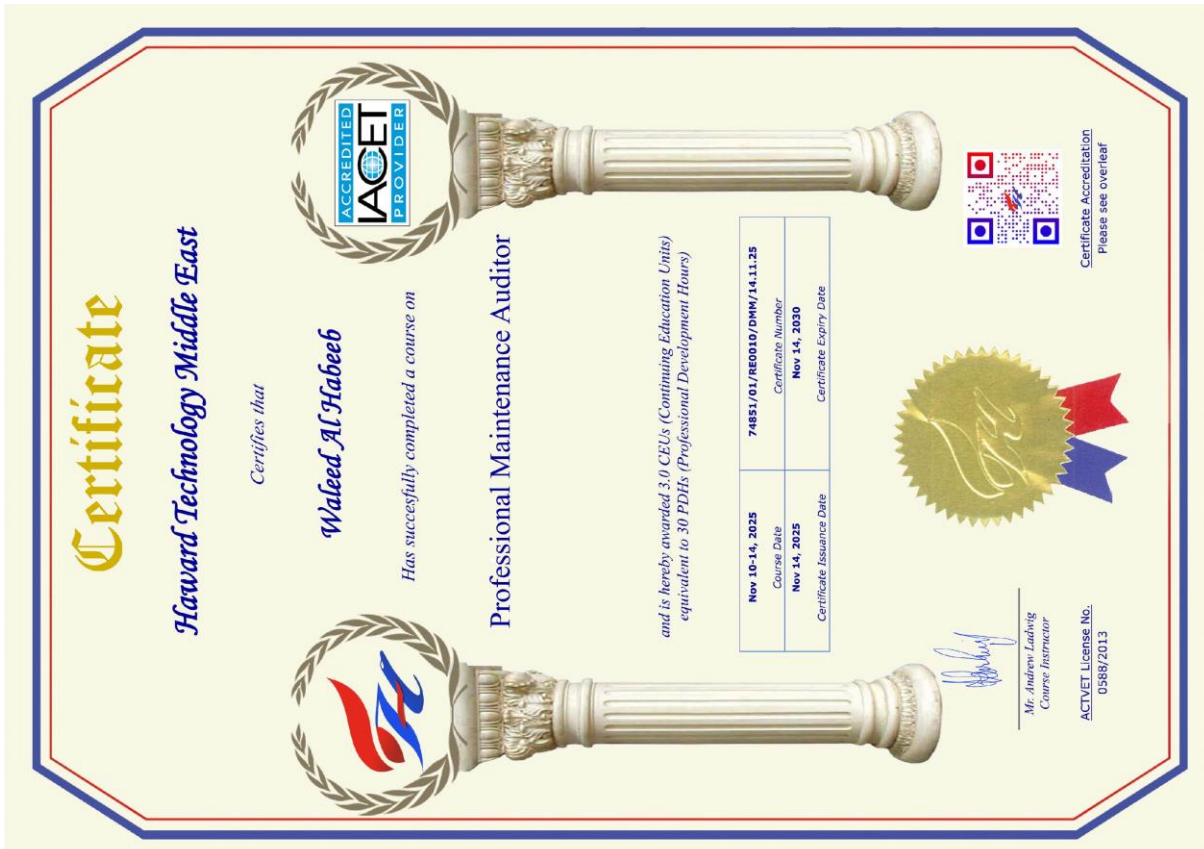 Certificate
Haward Technology Middle East
Certifies that
Waleed Al Habeeb
Has succesfully completed a course on
Professional Maintenance Auditor
and is hereby awarded 3.0 CEUs (Continuing Education Units)
equivalent to 30 PDHs (Professional Development Hours)
Nov 10-14, 2025
Course Date
74851/01/RE0010/DMM/14.11.25
Certificate Number
Nov 14, 2025
Certificate Issuance Date
Nov 14, 2030
Certificate Expiry Date
ACCREDITED
IACET
PROVIDER
Mr. Andrew Ladwig
Course Instructor
ACTVET License No.
0588/2013
Certificate Accreditation
Please see overleaf